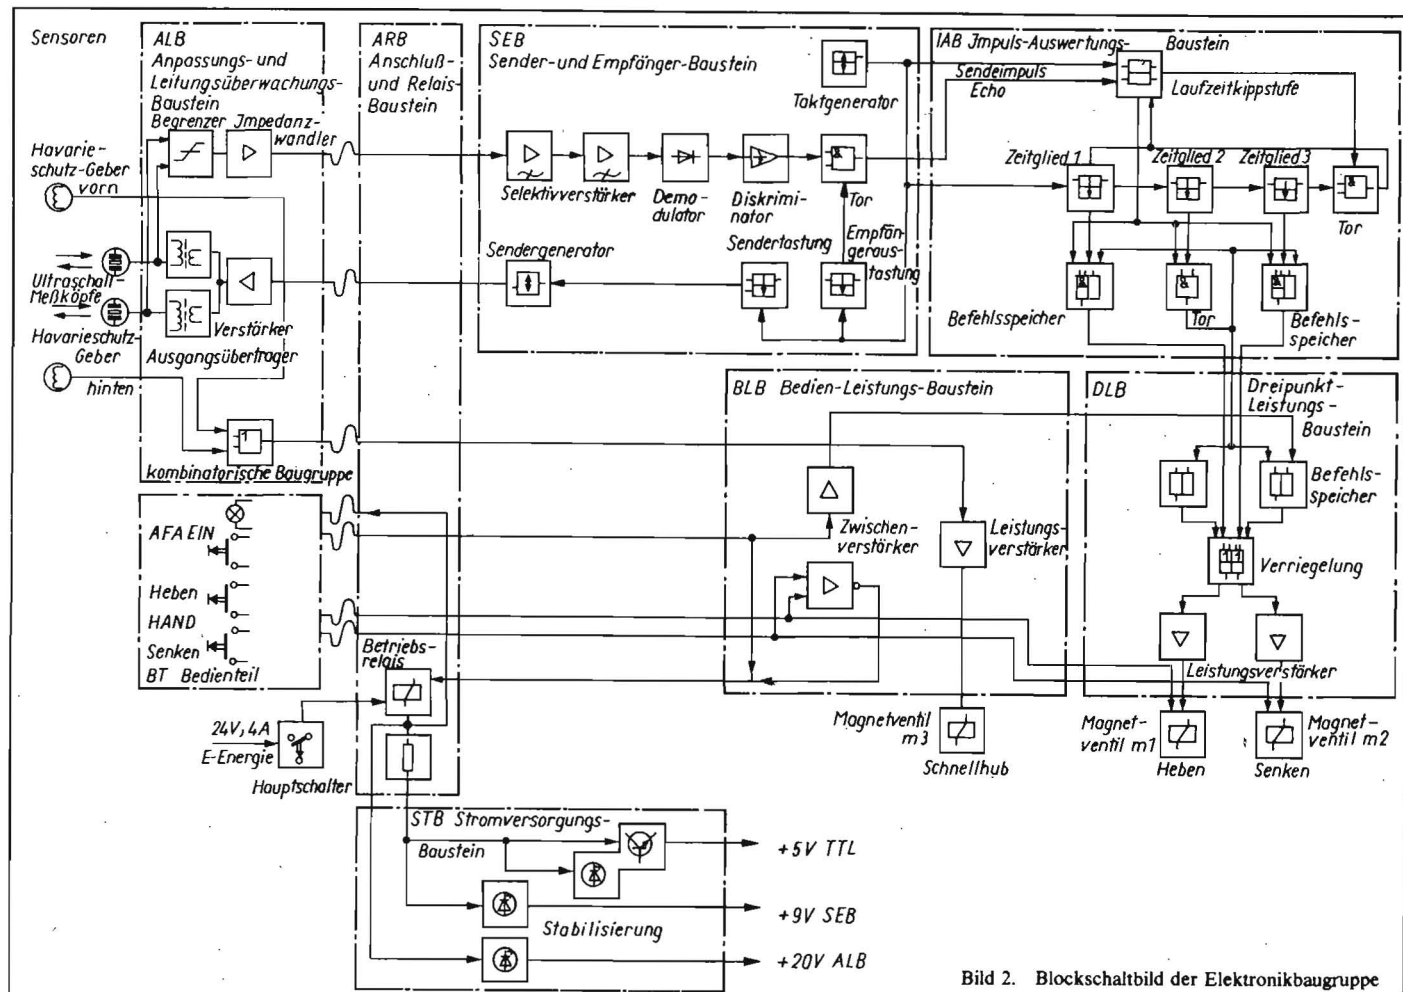 Sensoren
ALB
Anpassungs- und
Leitungsüberwachungs-
Baustein
Begrenzer Impedanz-
wandler
Havarie-
schutz-Geber
vorn
Ultraschall-
Meßköpfe
Verstärker
Ausgangsübertrager
Havarieschutz-
Geber
hinten
kombinatorische Baugruppe
ARB
Anschluß-
und Relais-
Baustein
SEB
Sender- und Empfänger-Baustein
Taktgenerator
Selektivverstärker
Demo-
dulator
Diskrimi-
nator
Tor
Sendergenerator
Sendertastung
Empfän-
geraus-
tastung
IAB Impuls-Auswertungs-
Baustein
Sendeimpuls
Echo
Laufzeitkippstufe
Zeitglied 1
Zeitglied 2
Zeitglied 3
Tor
Befehlsspeicher
Tor
Befehls-
speicher
AFA EIN
Heben
HAND
Senken
BT Bedienteil
Betriebs-
relais
24V, 4A
E-Energie
Hauptschalter
BLB Bedien-Leistungs-Baustein
Zwischen-
verstärker
Leistungs-
verstärker
Magnetventil
m3
Schnellhub
DLB
Dreipunkt-
Leistungs-
Baustein
Befehls-
speicher
Verriegelung
Leistungsverstärker
Magnet-
ventil m1
Heben
Magnet-
ventil m2
Senken
STB Stromversorgungs-
Baustein
Stabilisierung
+5V TTL
+9V SEB
+20V ALB
Bild 2. Blockschaltbild der Elektronikbaugruppe